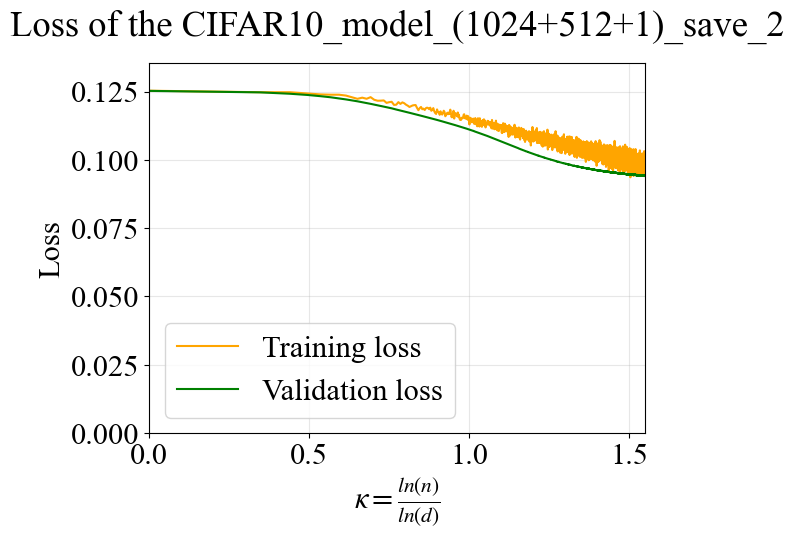 Loss of the CIFAR10_model_(1024+512+1)_save_2
0.125
0.100
0.075
0.050
0.025
0.000
Loss
Training loss
Validation loss
0.0 0.5 1.0 1.5
κ = ln(n)/ln(d)